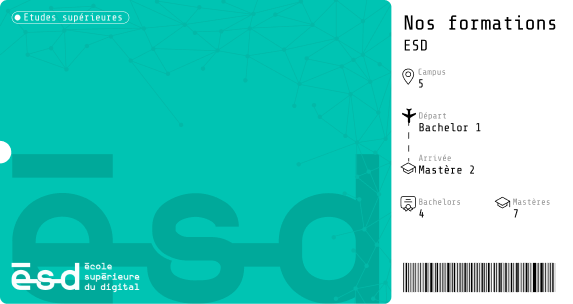 Etudes supérieures
ēsd
ēsd
école
supérieure
du digital
Nos formations
ESD
Campus
5
Départ
Bachelor 1
Arrivée
Mastère 2
Bachelors
4
Mastères
7